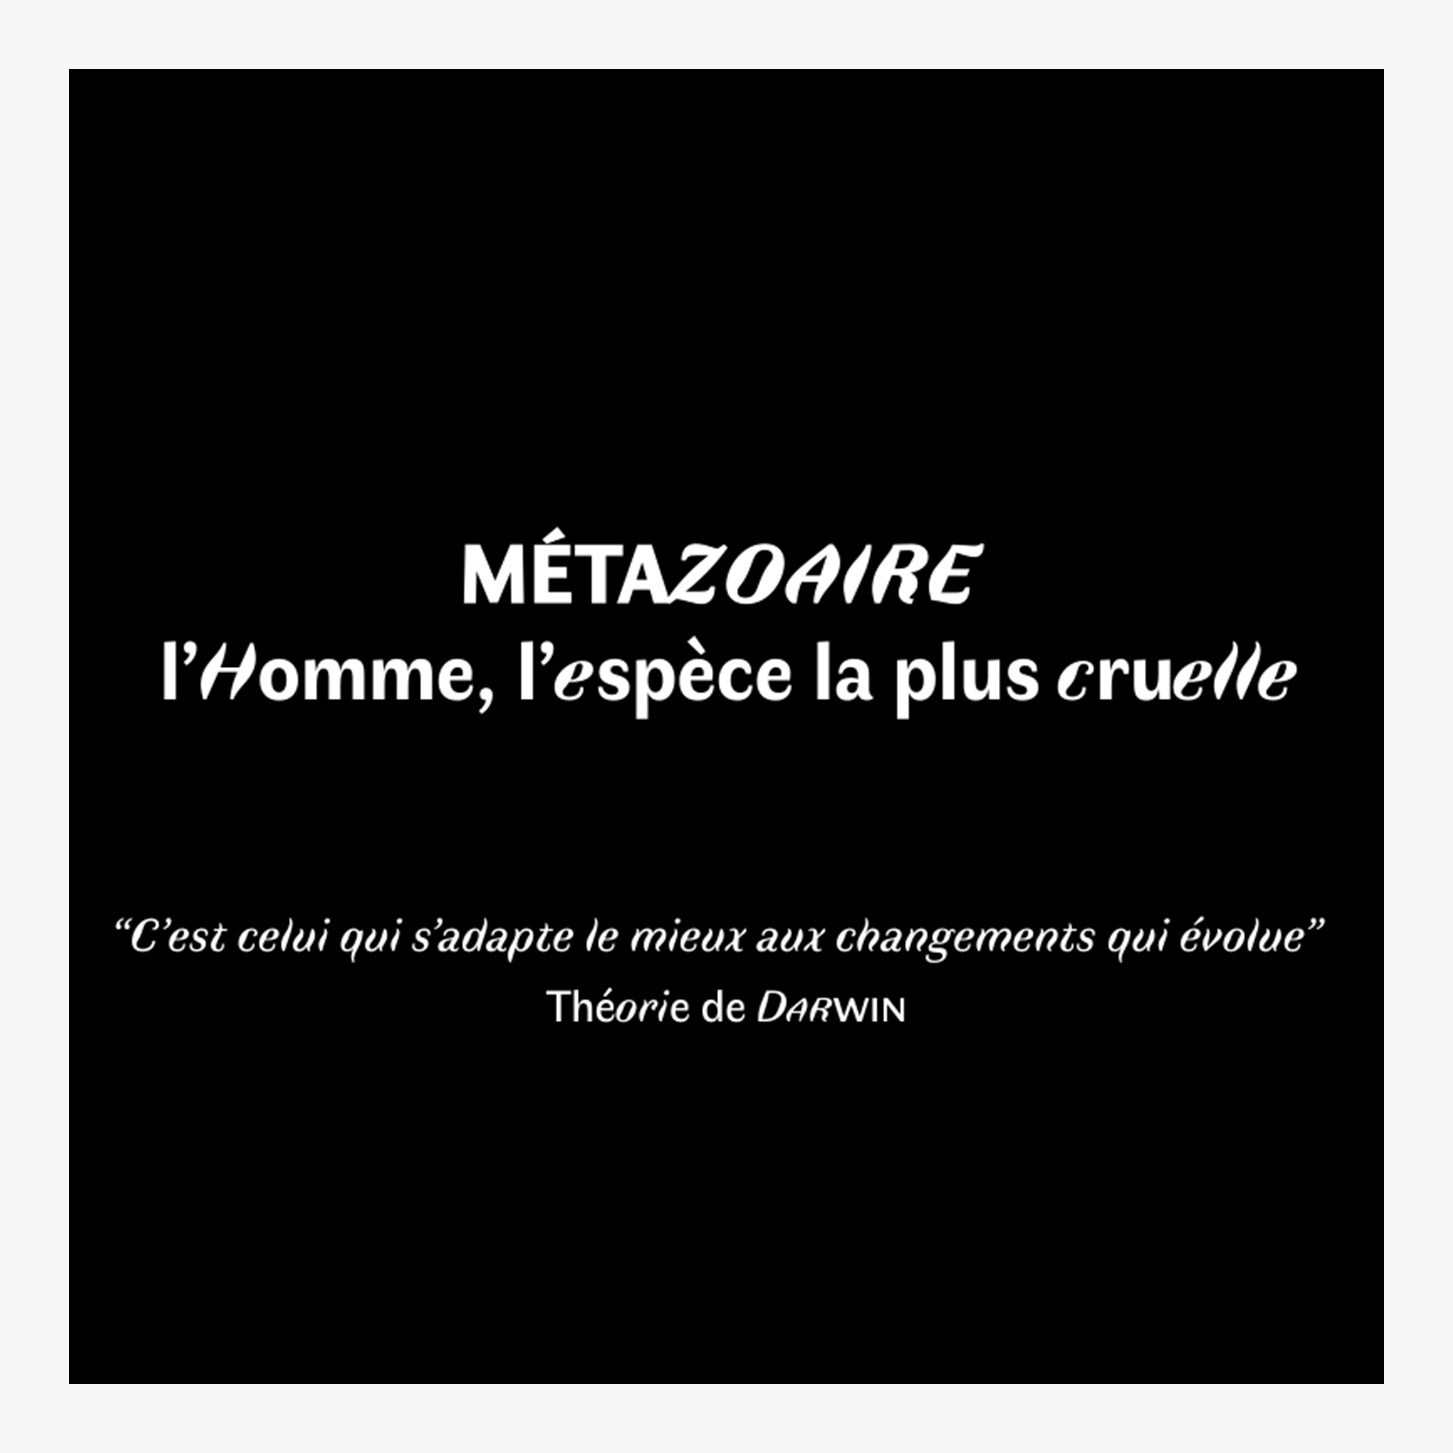 MÉTAZOAIRE
l’Homme, l’espèce la plus cruelle
“C’est celui qui s’adapte le mieux aux changements qui évolue”
Théorie de DARWIN